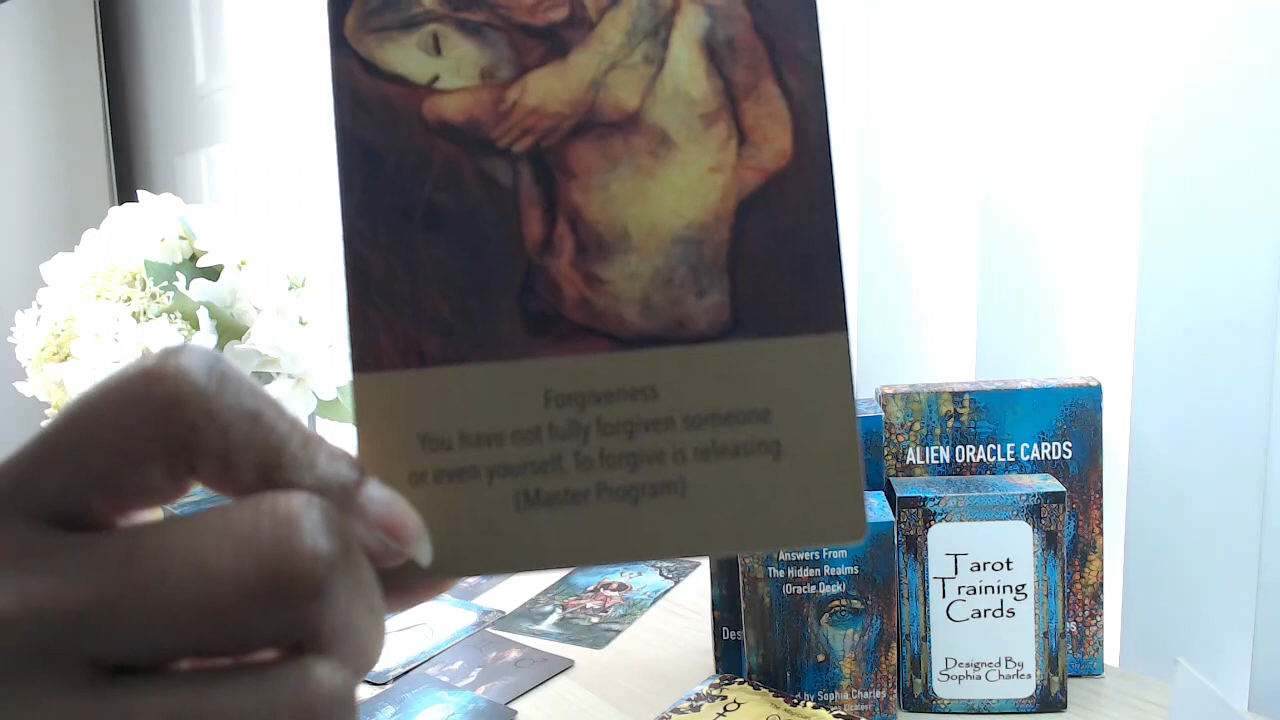 Forgiveness
You have not fully forgiven someone
or even yourself. To forgive is releasing.
(Master Program)
ALIEN ORACLE CARDS
Answers From
The Hidden Realms
(Oracle Deck)
Des
by Sophia Charles
Tarot
Training
Cards
Designed By
Sophia Charles